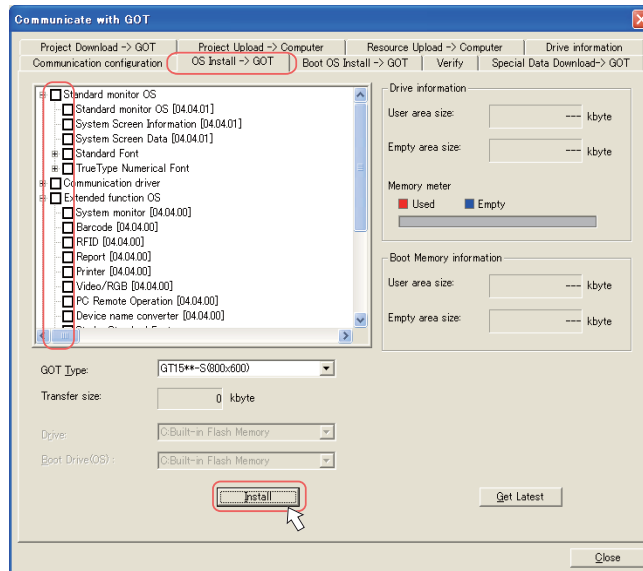 Communicate with GOT
Project Download -> GOT
Project Upload -> Computer
Resource Upload -> Computer
Drive information
Communication configuration
OS Install -> GOT
Boot OS Install -> GOT
Verify
Special Data Download-> GOT
Standard monitor OS
Standard monitor OS [04.04.01]
System Screen Information [04.04.01]
System Screen Data [04.04.01]
Standard Font
TrueType Numerical Font
Communication driver
Extended function OS
System monitor [04.04.00]
Barcode [04.04.00]
RFID [04.04.00]
Report [04.04.00]
Printer [04.04.00]
Video/RGB [04.04.00]
PC Remote Operation [04.04.00]
Device name converter [04.04.00]
Drive information
User area size: --- kbyte
Empty area size: --- kbyte
Memory meter
Used Empty
Boot Memory information
User area size: --- kbyte
Empty area size: --- kbyte
GOT Type: GT15**-S(800x600)
Transfer size: 0 kbyte
Drive: C:Built-in Flash Memory
Boot Drive(OS) : C:Built-in Flash Memory
Install
Get Latest
Close